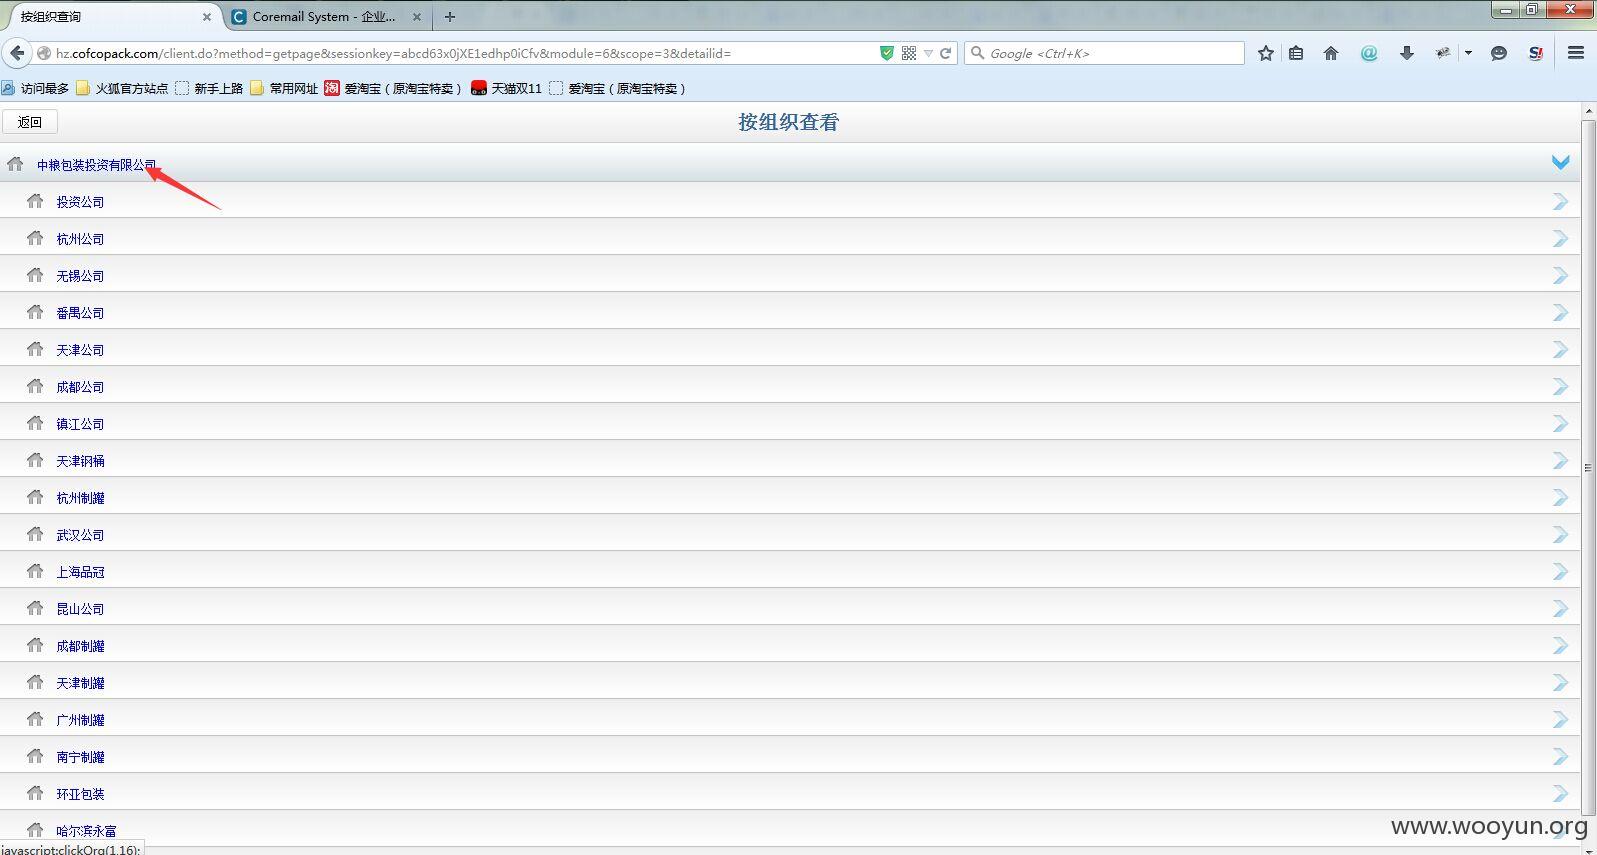 按组织查询
Coremail System - 企业...
hz.cofcopack.com/client.do?method=getpage&sessionkey=abcd63x0jXE1edhp0iCfv&module=6&scope=3&detailid=
Google <Ctrl+K>
访问最多 火狐官方站点 新手上路 常用网址 淘 爱淘宝（原淘宝特卖） 天猫双11 爱淘宝（原淘宝特卖）
返回
按组织查看
中粮包装投资有限公司
投资公司
杭州公司
无锡公司
番禺公司
天津公司
成都公司
镇江公司
天津钢桶
杭州制罐
武汉公司
上海品冠
昆山公司
成都制罐
天津制罐
广州制罐
南宁制罐
环亚包装
哈尔滨永富
javascript:clickOrg(1,16);
www.wooyun.org